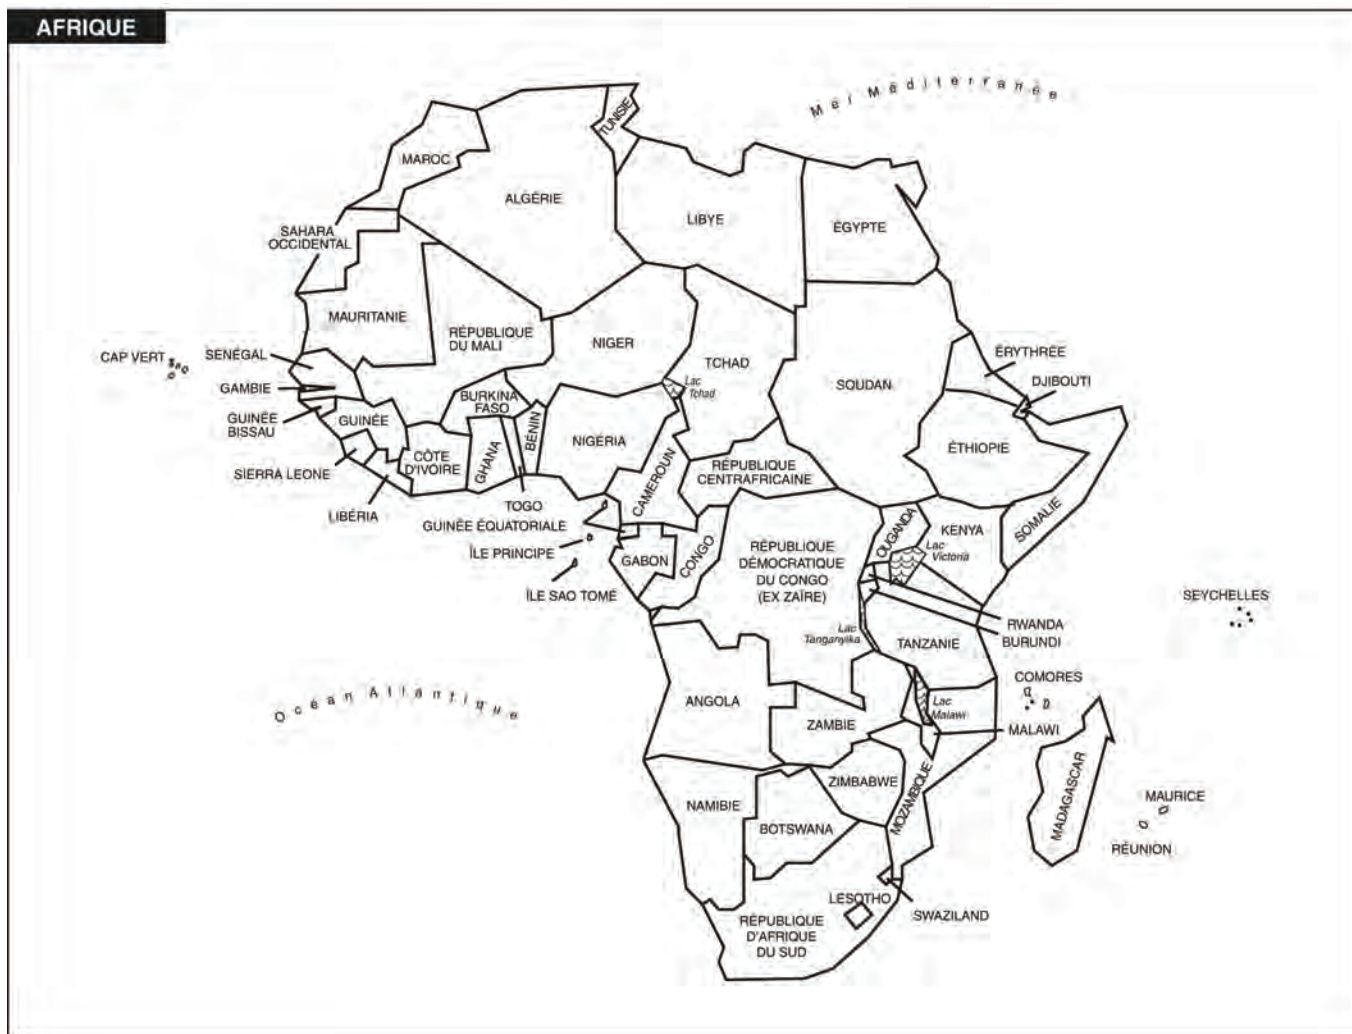 AFRIQUE
Mer Méditerranée
TUNISIE
MAROC
ALGÉRIE
LIBYE
ÉGYPTE
SAHARA
OCCIDENTAL
MAURITANIE
RÉPUBLIQUE
DU MALI
NIGER
TCHAD
SOUDAN
ÉRYTHRÉE
DJIBOUTI
CAP VERT
SENÉGAL
GAMBIE
GUINÉE
BISSAU
GUINÉE
SIERRA LEONE
LIBÉRIA
CÔTE
D'IVOIRE
BURKINA
FASO
GHANA
TOGO
BÉNIN
NIGÉRIA
Lac
Tchad
CAMEROUN
RÉPUBLIQUE
CENTRAFRICAINE
ÉTHIOPIE
SOMALIE
GUINÉE ÉQUATORIALE
ÎLE PRINCIPE
ÎLE SAO TOMÉ
GABON
CONGO
RÉPUBLIQUE
DÉMOCRATIQUE
DU CONGO
(EX ZAÏRE)
OUGANDA
KENYA
Lac
Victoria
SEYCHELLES
RWANDA
BURUNDI
Lac
Tanganyika
TANZANIE
COMORES
Océan Atlantique
ANGOLA
ZAMBIE
Lac
Malawi
MALAWI
ZIMBABWE
MOZAMBIQUE
MADAGASCAR
MAURICE
RÉUNION
NAMIBIE
BOTSWANA
LESOTHO
SWAZILAND
RÉPUBLIQUE
D'AFRIQUE
DU SUD